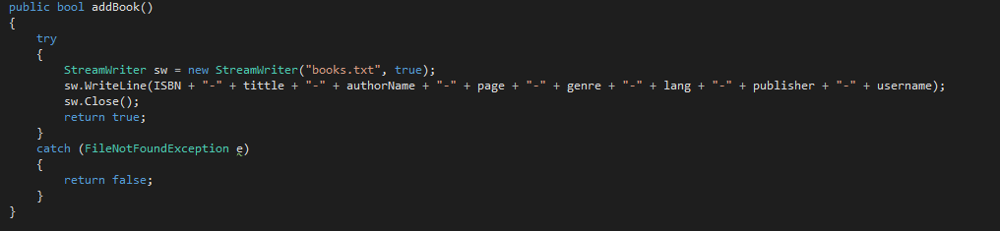 public bool addBook()
{
try
{
StreamWriter sw = new StreamWriter("books.txt", true);
sw.WriteLine(ISBN + "-" + tittle + "-" + authorName + "-" + page + "-" + genre + "-" + lang + "-" + publisher + "-" + username);
sw.Close();
return true;
}
catch (FileNotFoundException e)
{
return false;
}
}